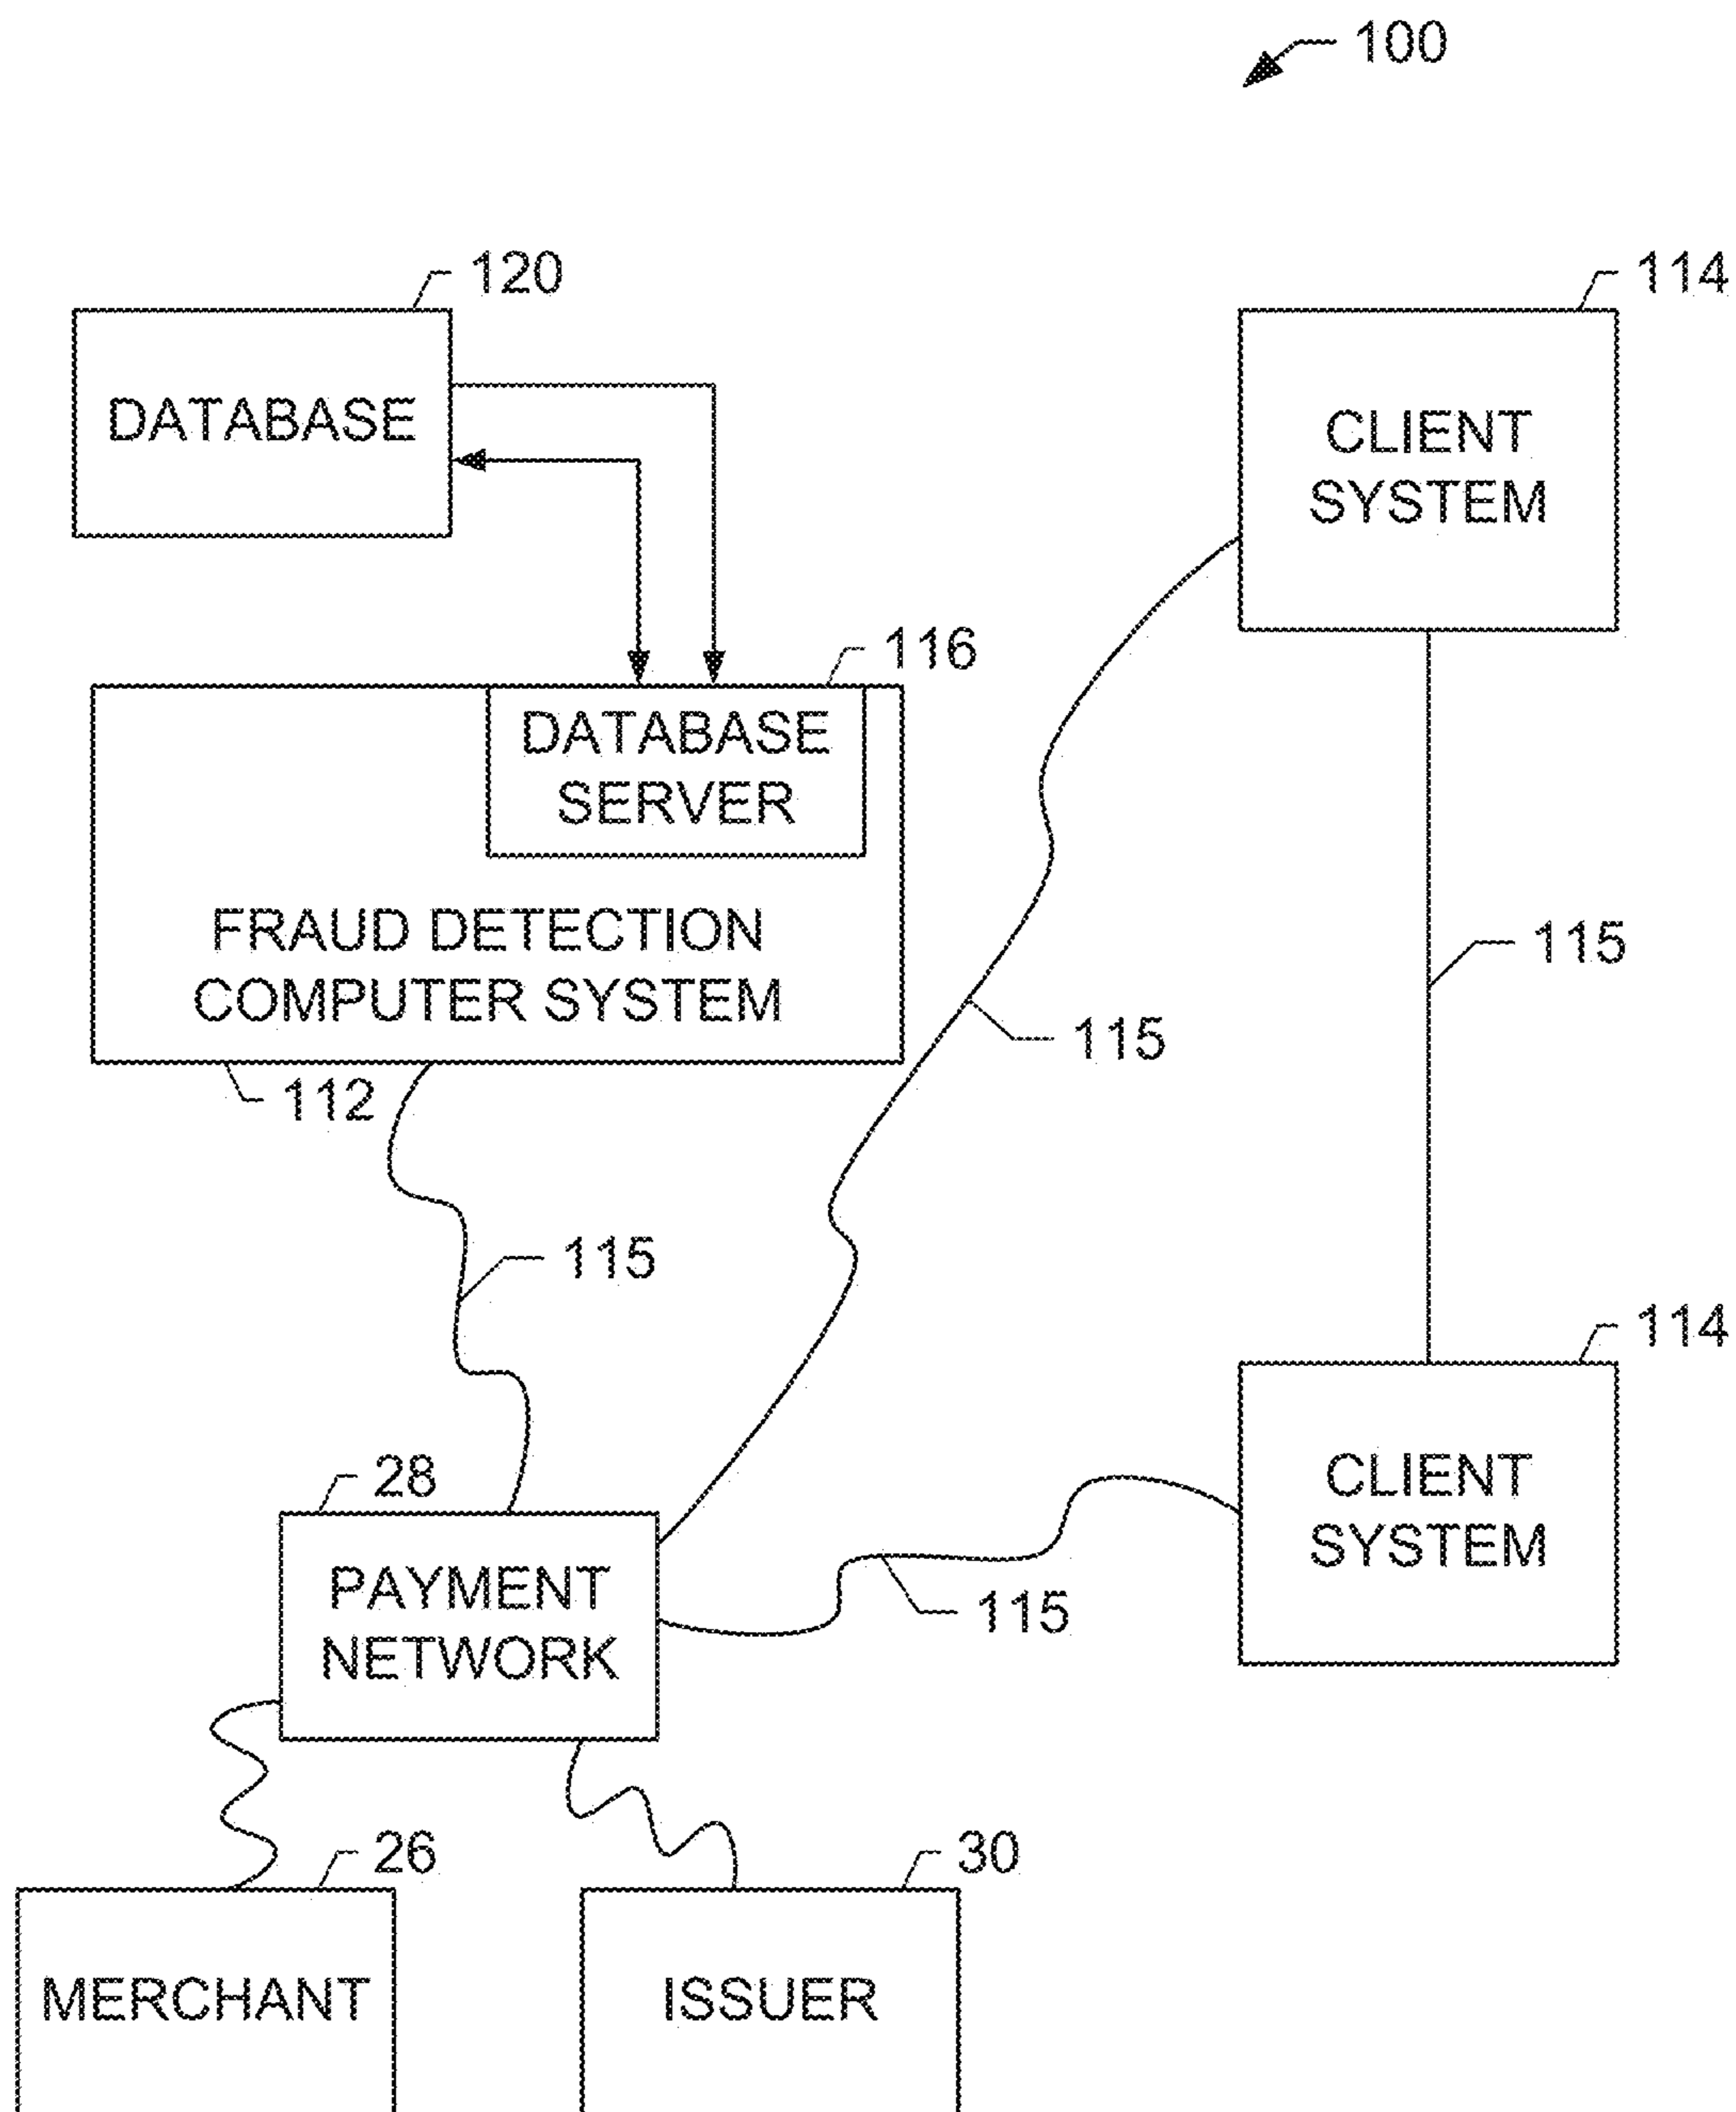 100
120
114
DATABASE
CLIENT
SYSTEM
116
DATABASE
SERVER
FRAUD DETECTION
COMPUTER SYSTEM
115
115
112
115
114
28
CLIENT
SYSTEM
PAYMENT
NETWORK
115
26
30
MERCHANT
ISSUER